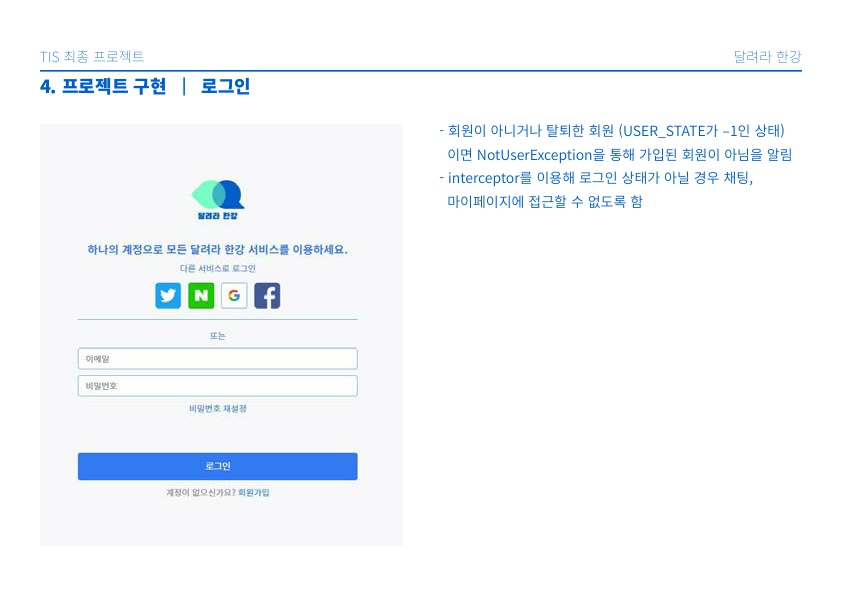 TIS 최종 프로젝트
달려라 한강
4. 프로젝트 구현 | 로그인
달려라 한강
하나의 계정으로 모든 달려라 한강 서비스를 이용하세요.
다른 서비스로 로그인
N
G
f
또는
이메일
비밀번호
비밀번호 재설정
로그인
계정이 없으신가요? 회원가입
- 회원이 아니거나 탈퇴한 회원 (USER_STATE가 –1인 상태)
이면 NotUserException을 통해 가입된 회원이 아님을 알림
- interceptor를 이용해 로그인 상태가 아닐 경우 채팅,
마이페이지에 접근할 수 없도록 함